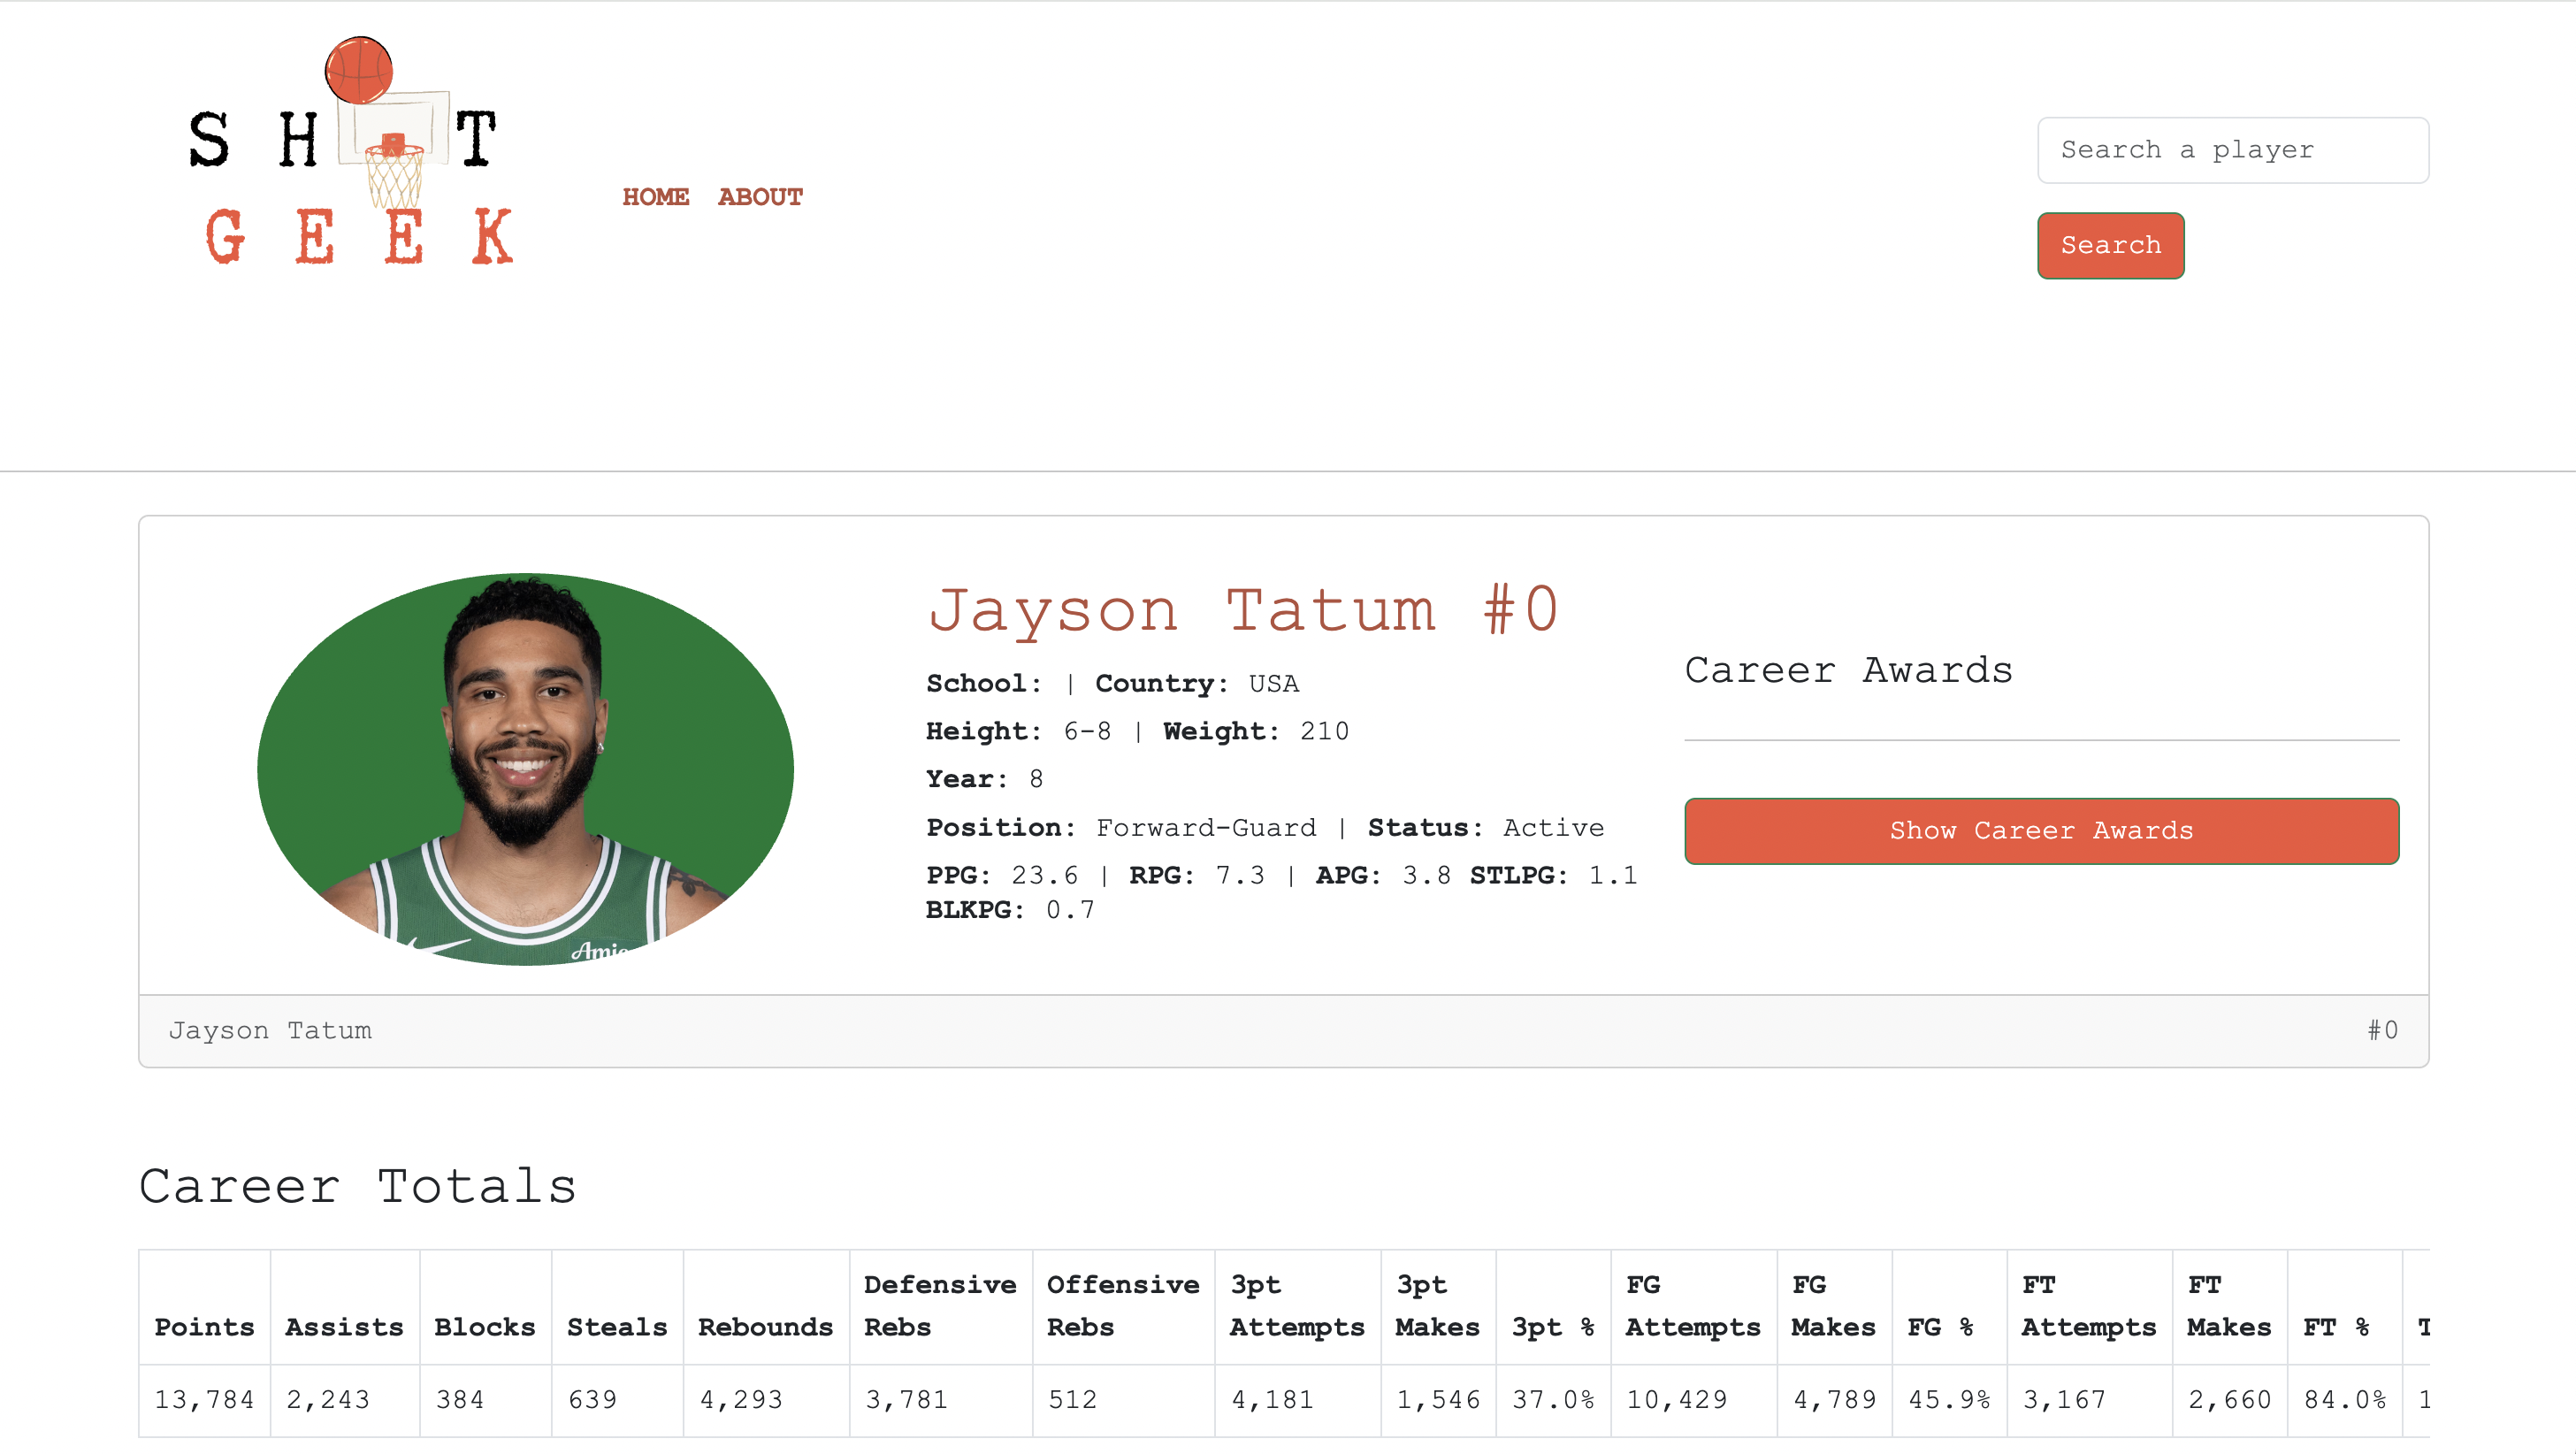 S H T
G E E K
HOME ABOUT
Search a player
Search
Jayson Tatum #0
School: | Country: USA
Height: 6-8 | Weight: 210
Year: 8
Position: Forward-Guard | Status: Active
PPG: 23.6 | RPG: 7.3 | APG: 3.8 STLPG: 1.1
BLKPG: 0.7
Career Awards
Show Career Awards
Jayson Tatum #0
Career Totals
Points Assists Blocks Steals Rebounds Defensive Rebs Offensive Rebs 3pt Attempts 3pt Makes 3pt % FG Attempts FG Makes FG % FT Attempts FT Makes FT %
13,784 2,243 384 639 4,293 3,781 512 4,181 1,546 37.0% 10,429 4,789 45.9% 3,167 2,660 84.0%